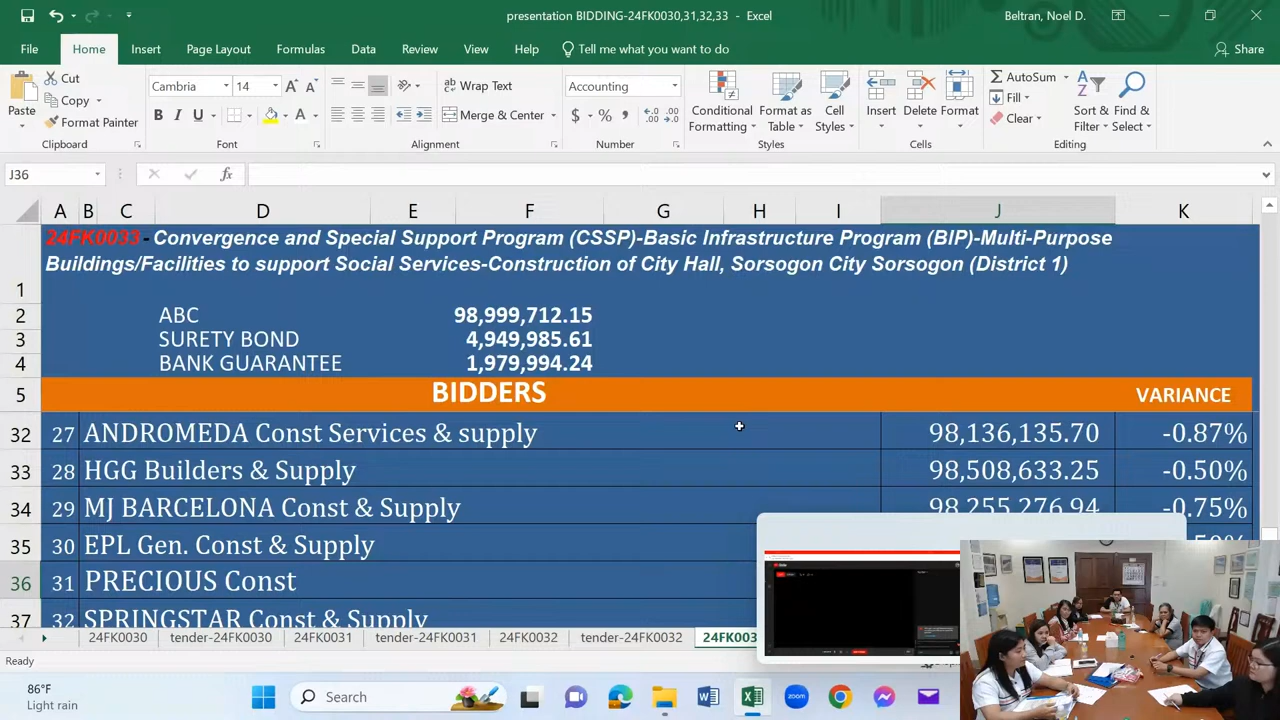 presentation BIDDING-24FK0030,31,32,33 - Excel
Beltran, Noel D.
File Home Insert Page Layout Formulas Data Review View Help Tell me what you want to do Share
Paste Cut Copy Format Painter
Cambria 14
Wrap Text
Merge & Center
Accounting
Conditional Formatting Format as Table Cell Styles
Insert Delete Format
AutoSum Fill Clear
Sort & Filter Find & Select
Clipboard Font Alignment Number Styles Cells Editing
J36
A B C D E F G H I J K
24FK0033 - Convergence and Special Support Program (CSSP)-Basic Infrastructure Program (BIP)-Multi-Purpose
Buildings/Facilities to support Social Services-Construction of City Hall, Sorsogon City Sorsogon (District 1)
1
2 ABC 98,999,712.15
3 SURETY BOND 4,949,985.61
4 BANK GUARANTEE 1,979,994.24
5 BIDDERS VARIANCE
32 27 ANDROMEDA Const Services & supply 98,136,135.70 -0.87%
33 28 HGG Builders & Supply 98,508,633.25 -0.50%
34 29 MJ BARCELONA Const & Supply 98,255,276.94 -0.75%
35 30 EPL Gen. Const & Supply
36 31 PRECIOUS Const
37 32 SPRINGSTAR Const & Supply
24FK0030 tender-24FK0030 24FK0031 tender-24FK0031 24FK0032 tender-24FK0032 24FK003
Ready
86°F
Light rain
Search
zoom